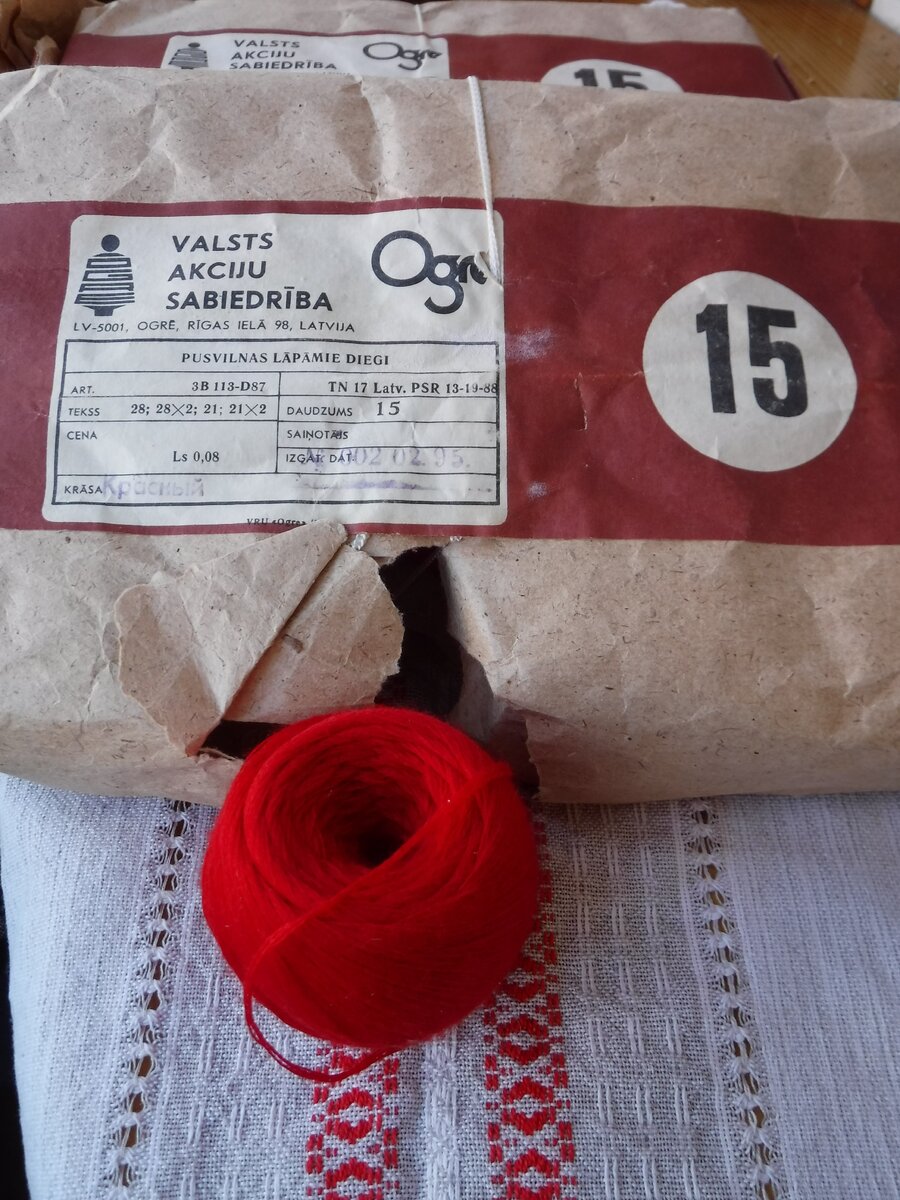 VALSTS
AKCIJU
SABIEDRĪBA
Ogre
15
VALSTS
AKCIJU
SABIEDRĪBA
Ogre
LV-5001, OGRĒ, RĪGAS IELĀ 98, LATVIJA
PUSVILNAS LĀPĀMIE DIEGI
ART. 3B 113-D87 TN 17 Latv. PSR 13-19-88
TEKSS 28; 28×2; 21; 21×2 DAUDZUMS 15
CENA Ls 0,08 SAIŅOTĀJS
IZGAT. DAT. 02 02 95
KRĀSA Красный
VRU «Ogre»
15